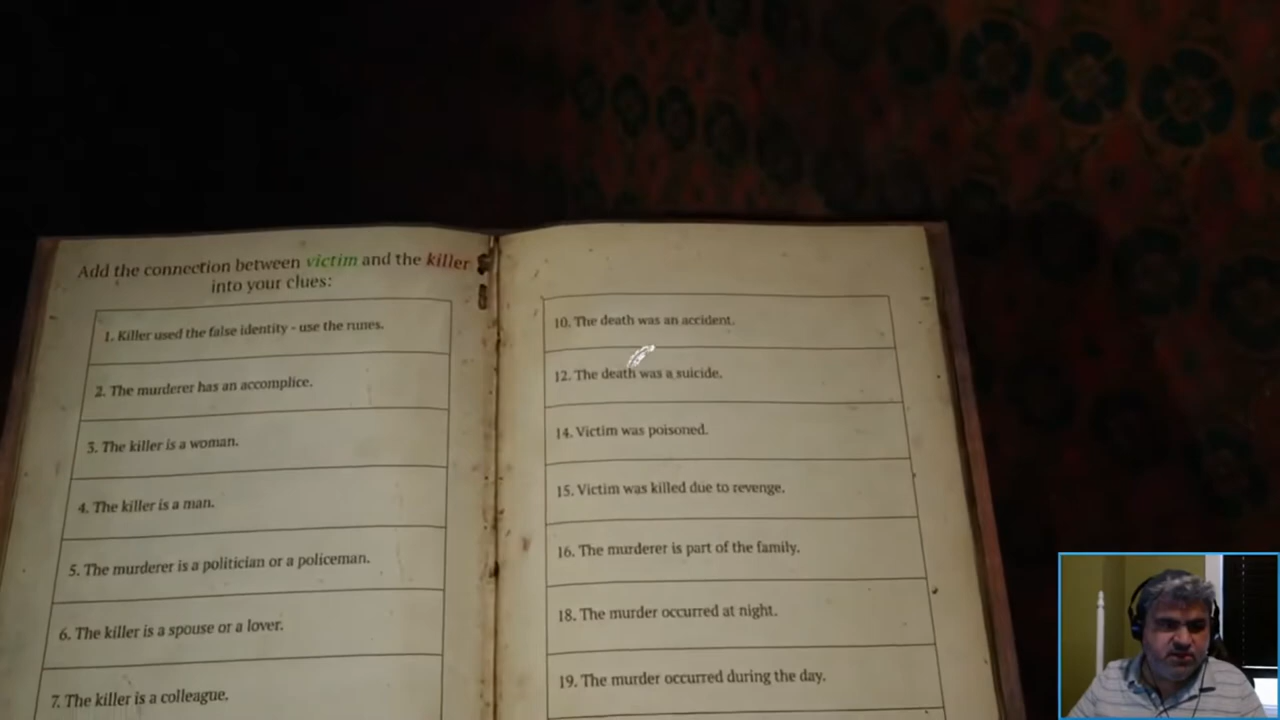 Add the connection between victim and the killer
into your clues:
1. Killer used the false identity - use the runes.
2. The murderer has an accomplice.
3. The killer is a woman.
4. The killer is a man.
5. The murderer is a politician or a policeman.
6. The killer is a spouse or a lover.
7. The killer is a colleague.
10. The death was an accident.
12. The death was a suicide.
14. Victim was poisoned.
15. Victim was killed due to revenge.
16. The murderer is part of the family.
18. The murder occurred at night.
19. The murder occurred during the day.